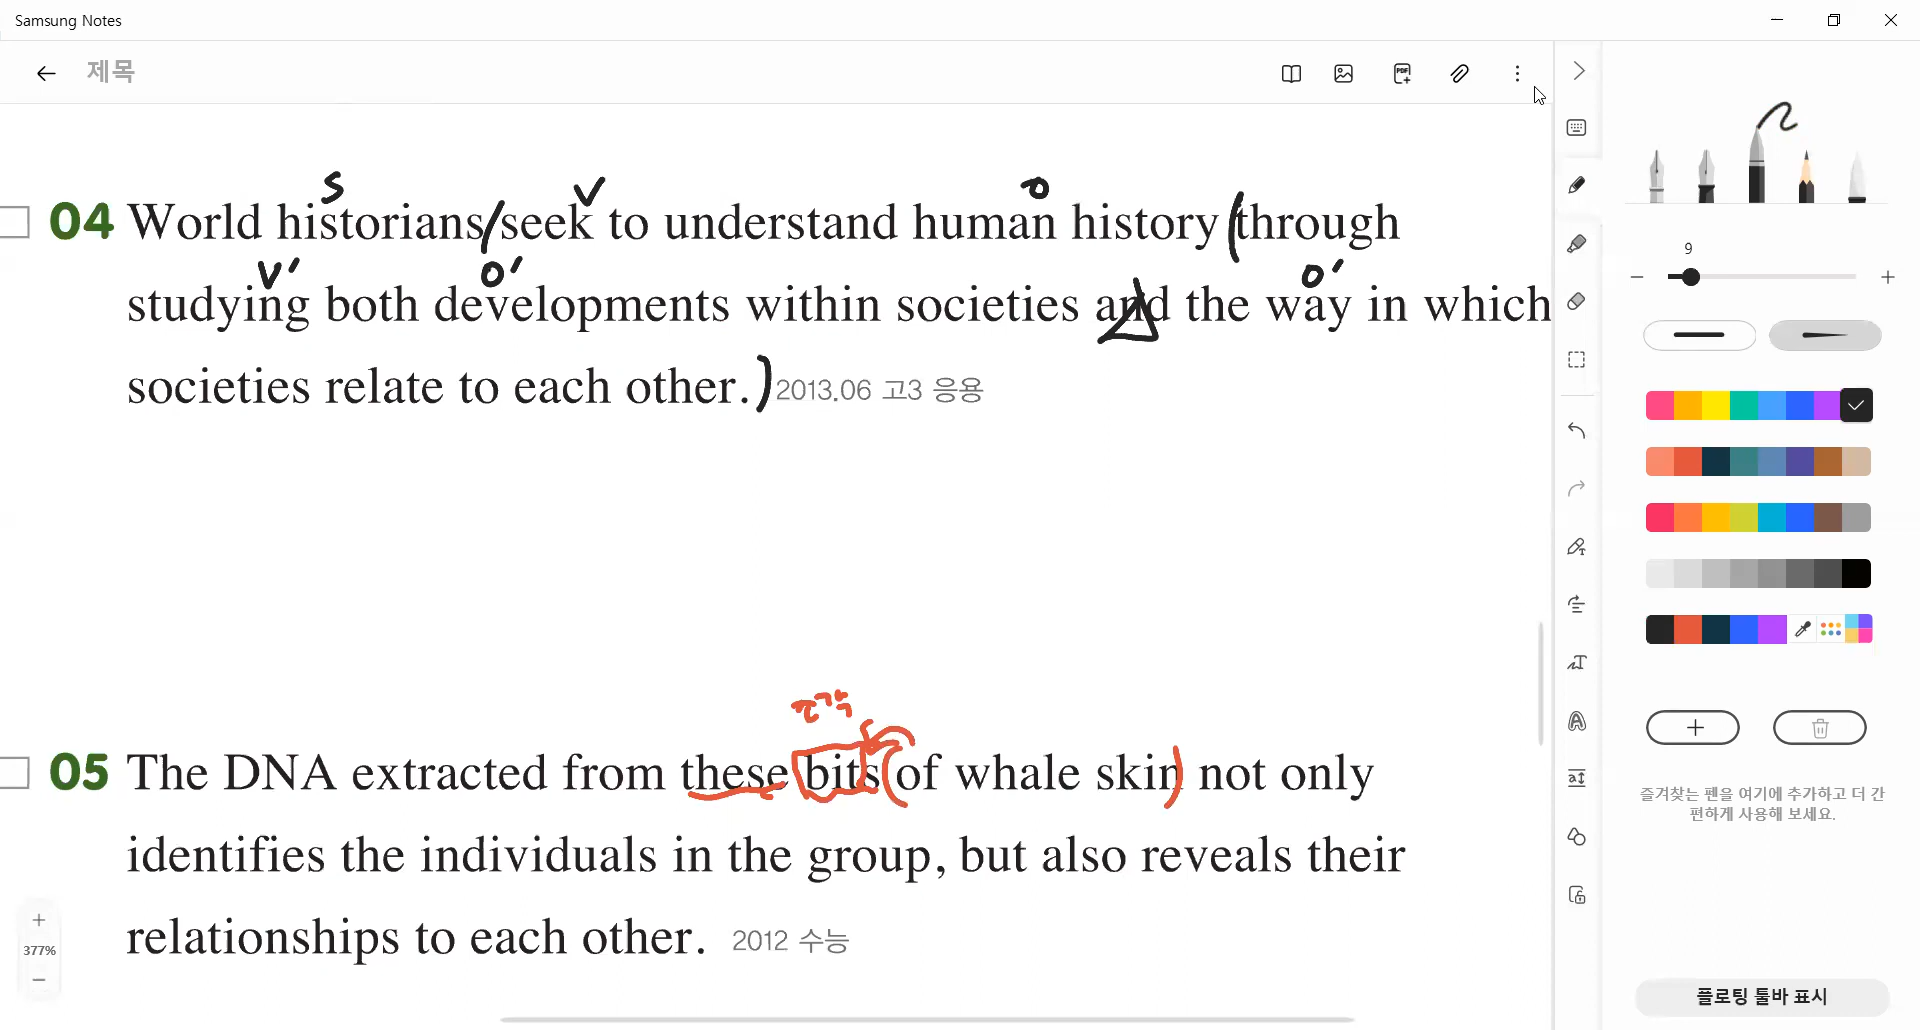 Samsung Notes
제목
S V O
04 World historians/seek to understand human history (through
V' O' O'
studying both developments within societies and the way in which
societies relate to each other.) 2013.06 고3 응용
05 The DNA extracted from these bits (of whale skin) not only
identifies the individuals in the group, but also reveals their
relationships to each other. 2012 수능
377%
9
즐겨찾는 펜을 여기에 추가하고 더 간
편하게 사용해 보세요.
플로팅 툴바 표시